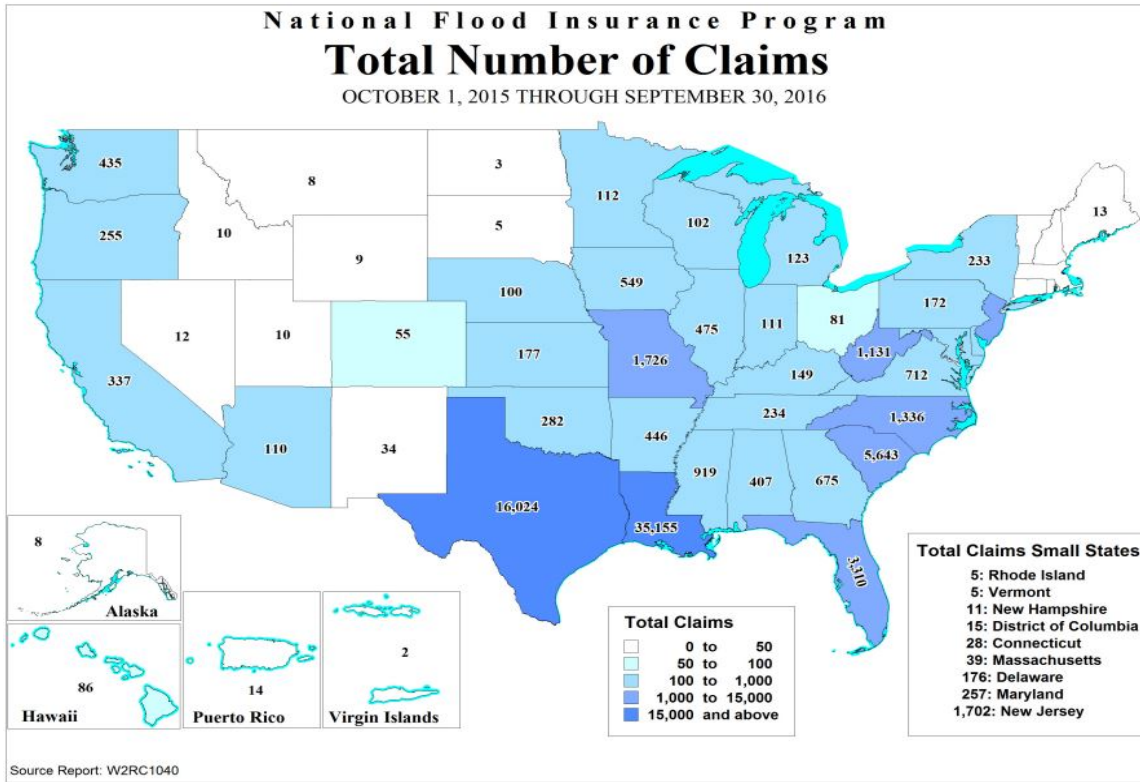 National Flood Insurance Program
Total Number of Claims
OCTOBER 1, 2015 THROUGH SEPTEMBER 30, 2016
435
8
3
112
13
255
10
5
102
9
123
233
549
100
172
12
10
55
475
111
81
1,131
337
177
1,726
149
712
110
34
282
446
234
1,336
919
407
675
5,643
16,024
35,155
3,310
8
Alaska
86
Hawaii
14
Puerto Rico
2
Virgin Islands
Total Claims
0 to 50
50 to 100
100 to 1,000
1,000 to 15,000
15,000 and above
Total Claims Small States
5: Rhode Island
5: Vermont
11: New Hampshire
15: District of Columbia
28: Connecticut
39: Massachusetts
176: Delaware
257: Maryland
1,702: New Jersey
Source Report: W2RC1040